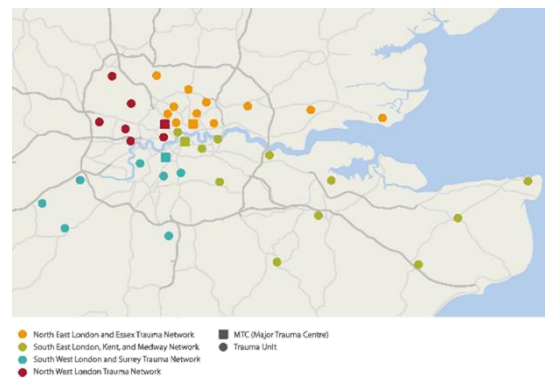 North East London and Essex Trauma Network
South East London, Kent, and Medway Network
South West London and Surrey Trauma Network
North West London Trauma Network
MTC (Major Trauma Centre)
Trauma Unit